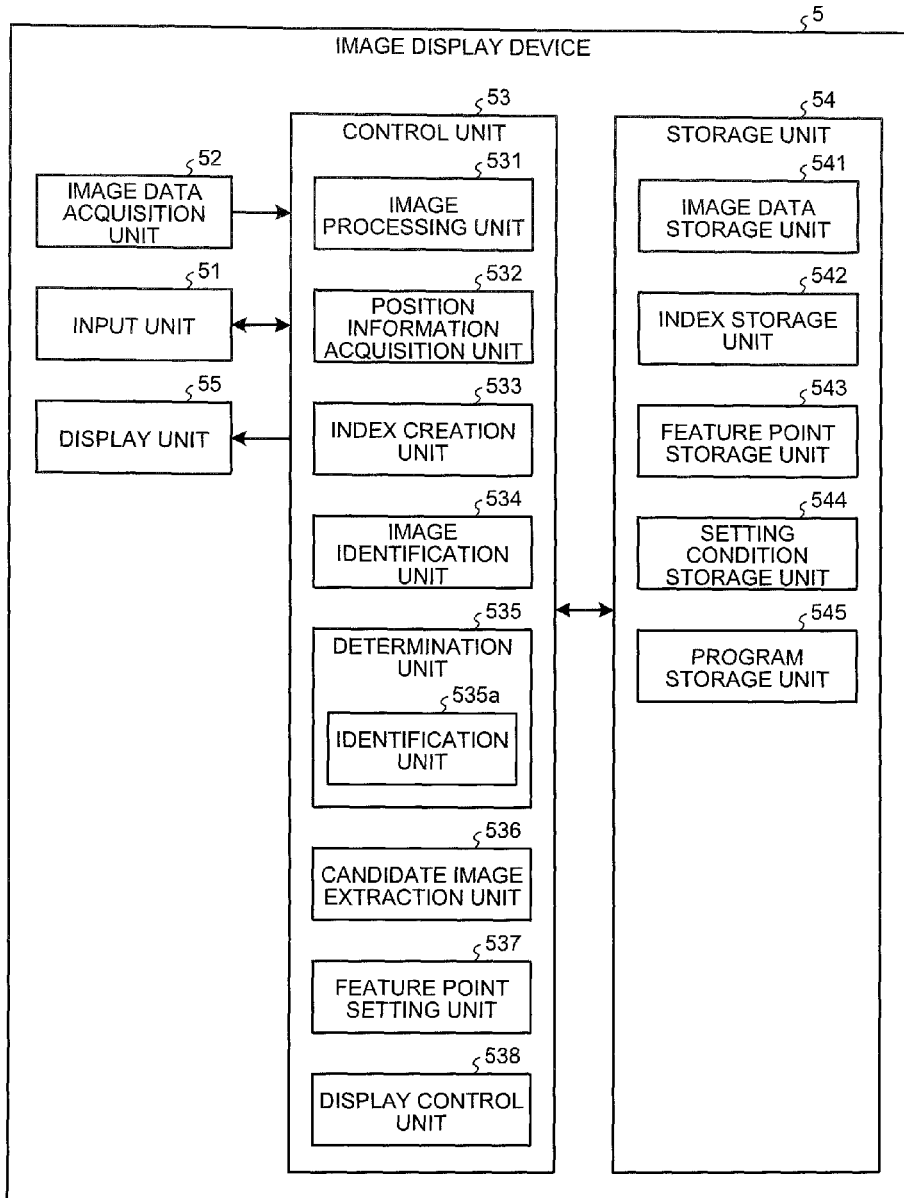 5
IMAGE DISPLAY DEVICE
52
IMAGE DATA
ACQUISITION
UNIT
51
INPUT UNIT
55
DISPLAY UNIT
53
CONTROL UNIT
531
IMAGE
PROCESSING UNIT
532
POSITION
INFORMATION
ACQUISITION UNIT
533
INDEX CREATION
UNIT
534
IMAGE
IDENTIFICATION
UNIT
535
DETERMINATION
UNIT
535a
IDENTIFICATION
UNIT
536
CANDIDATE IMAGE
EXTRACTION UNIT
537
FEATURE POINT
SETTING UNIT
538
DISPLAY CONTROL
UNIT
54
STORAGE UNIT
541
IMAGE DATA
STORAGE UNIT
542
INDEX STORAGE
UNIT
543
FEATURE POINT
STORAGE UNIT
544
SETTING
CONDITION
STORAGE UNIT
545
PROGRAM
STORAGE UNIT